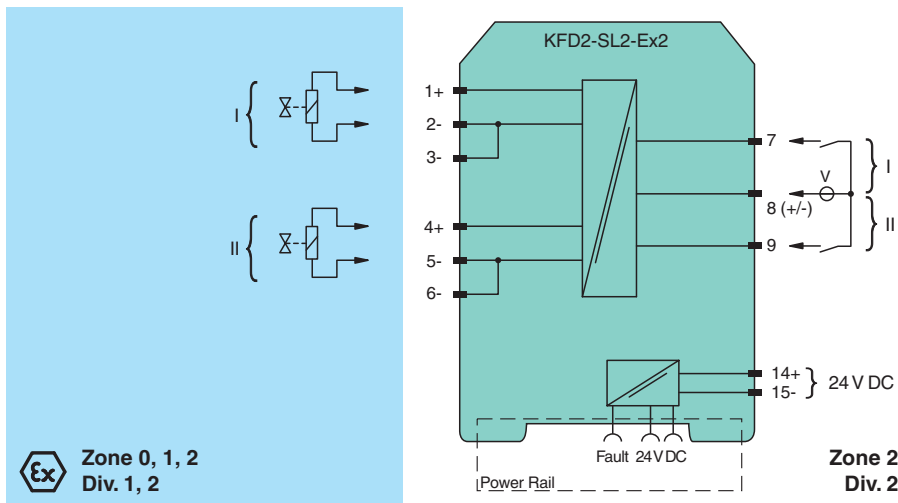 KFD2-SL2-Ex2
1+
2-
3-
4+
5-
6-
I
II
7
V
8 (+/-)
9
I
II
14+
15-
24 V DC
Fault 24 V DC
Power Rail
Ex
Zone 0, 1, 2
Div. 1, 2
Zone 2
Div. 2